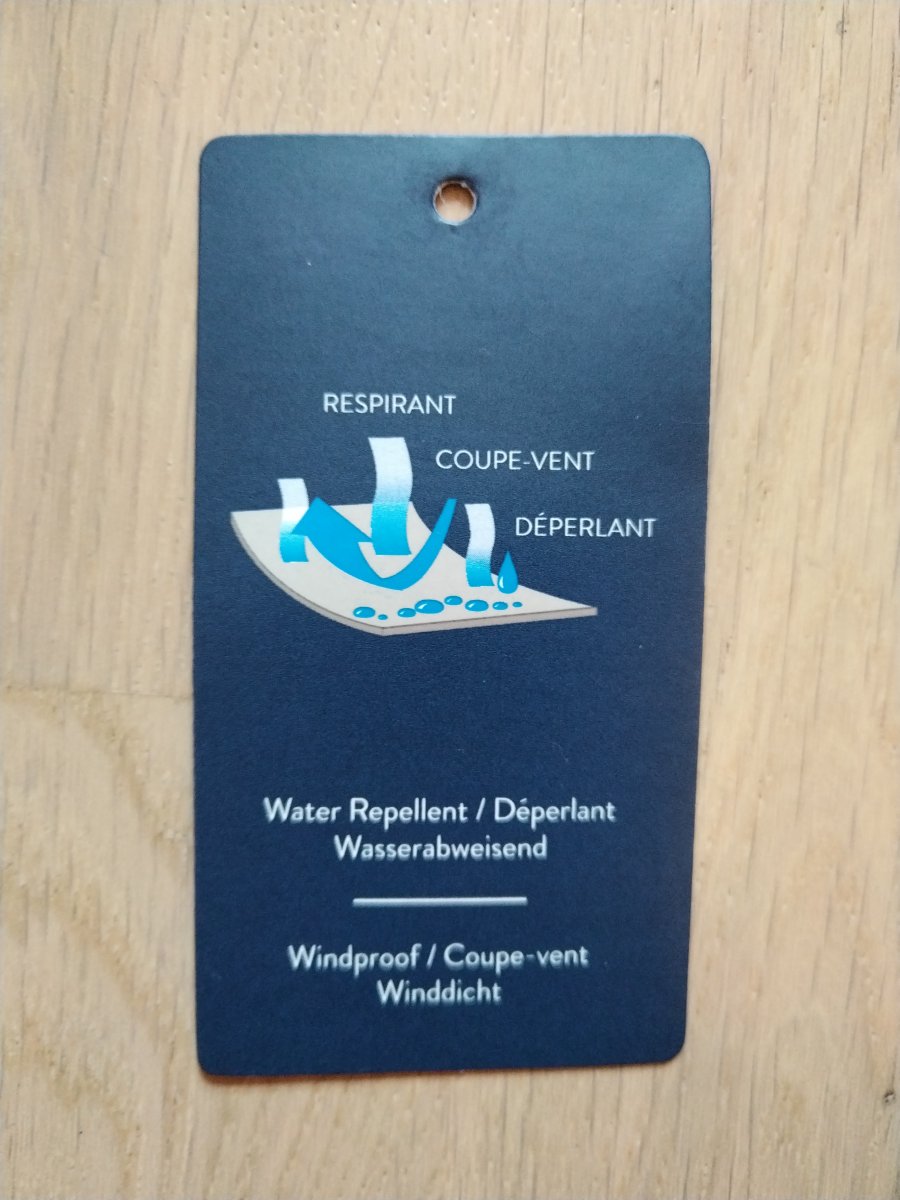 RESPIRANT
COUPE-VENT
DÉPERLANT
Water Repellent / Déperlant
Wasserabweisend
Windproof / Coupe-vent
Winddicht